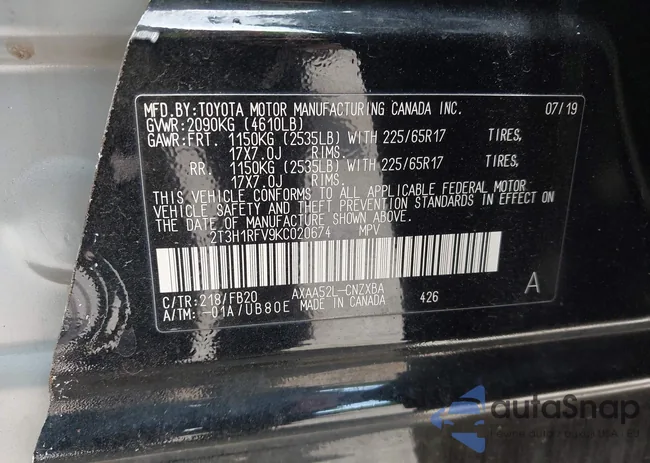 MFD.BY:TOYOTA MOTOR MANUFACTURING CANADA INC. 07/19
GVWR:2090KG (4610LB)
GAWR:FRT. 1150KG (2535LB) WITH 225/65R17 TIRES,
17X7.0J RIMS.
RR. 1150KG (2535LB) WITH 225/65R17 TIRES,
17X7.0J RIMS.
THIS VEHICLE CONFORMS TO ALL APPLICABLE FEDERAL MOTOR
VEHICLE SAFETY AND THEFT PREVENTION STANDARDS IN EFFECT ON
THE DATE OF MANUFACTURE SHOWN ABOVE.
2T3H1RFV9KC020674 MPV
C/TR:218/FB20 AXAA52L-CNZXBA 426 A
A/TM:-01A/UB80E MADE IN CANADA
autoSnap